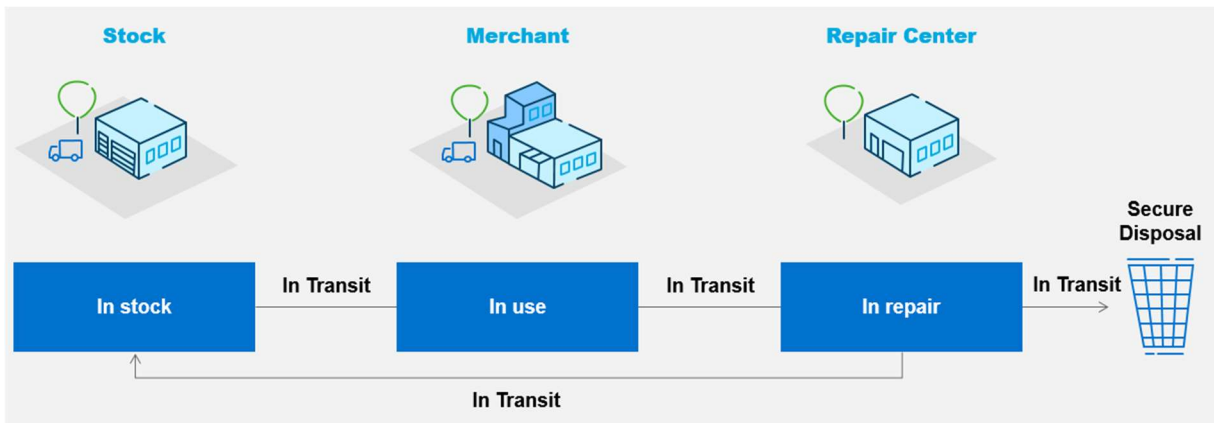 Stock
Merchant
Repair Center
Secure
Disposal
In stock
In Transit
In use
In Transit
In repair
In Transit
In Transit